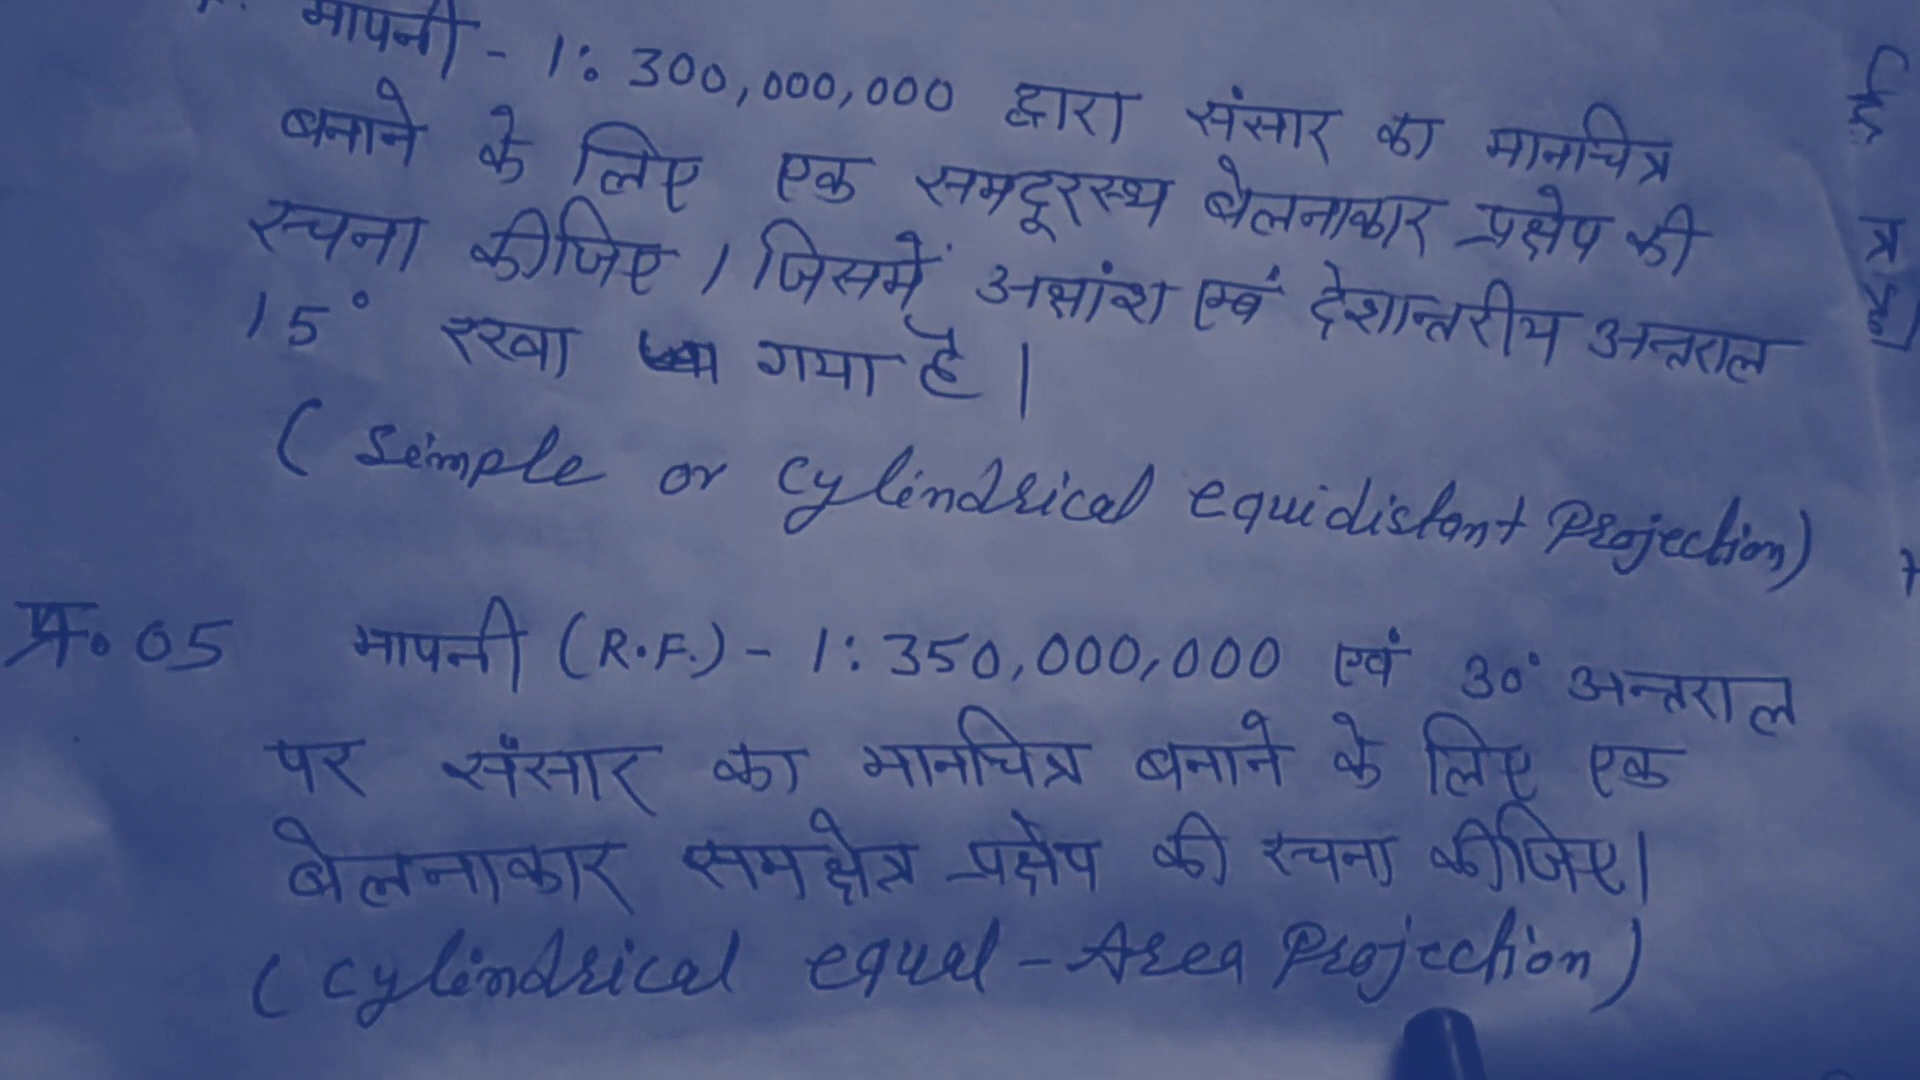 मापनी - 1: 300,000,000 द्वारा संसार का मानचित्र
बनाने के लिए एक समदूरस्थ बेलनाकार प्रक्षेप की
रचना कीजिए। जिसमें अक्षांश एवं देशान्तरीय अन्तराल
15° रखा गया है।
(Simple or cylindrical equidistant Projection)
प्र. 05 मापनी (R.F.) - 1: 350,000,000 एवं 30° अन्तराल
पर संसार का मानचित्र बनाने के लिए एक
बेलनाकार समक्षेत्र प्रक्षेप की रचना कीजिए।
(Cylindrical equal - Area Projection)